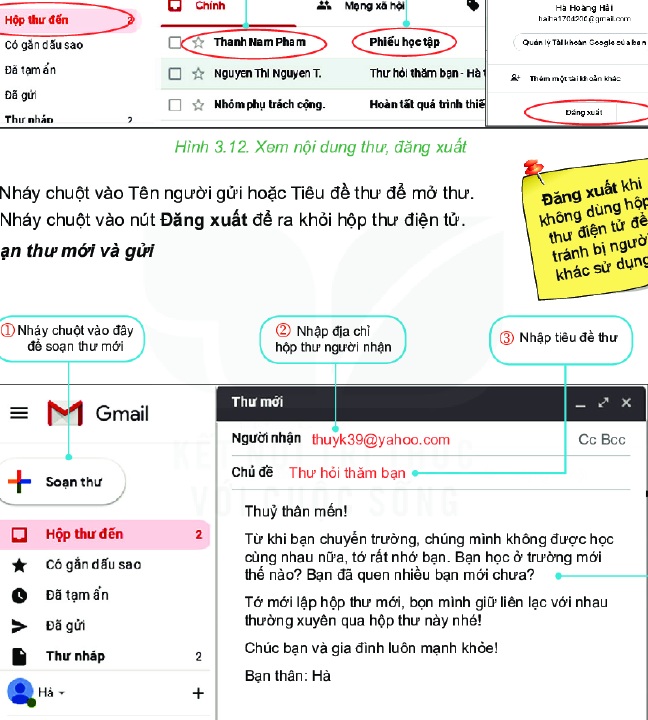 Chính
Mạng xã hội
Hộp thư đến 2
Có gắn dấu sao
Đã tạm ẩn
Đã gửi
Thư nháp 2
Thanh Nam Pham
Phiếu học tập
Nguyen Thi Nguyen T.
Thư hỏi thăm bạn - Hà t
Nhóm phụ trách cộng.
Hoàn tất quá trình thiế
Ha Hoàng Hải
haiha1704200@gmail.com
Quản lý Tài khoản Google của bạn
Thêm một tài khoản khác
Đăng xuất
Hình 3.12. Xem nội dung thư, đăng xuất
Nháy chuột vào Tên người gửi hoặc Tiêu đề thư để mở thư.
Nháy chuột vào nút Đăng xuất để ra khỏi hộp thư điện tử.
ạn thư mới và gửi
Đăng xuất khi
không dùng hộp
thư điện tử để
tránh bị người
khác sử dụng
① Nháy chuột vào đây
để soạn thư mới
② Nhập địa chỉ
hộp thư người nhận
③ Nhập tiêu đề thư
Gmail
Soạn thư
Hộp thư đến 2
Có gắn dấu sao
Đã tạm ẩn
Đã gửi
Thư nháp 2
Hà
Thư mới
Người nhận thuyk39@yahoo.com Cc Bcc
Chủ đề Thư hỏi thăm bạn
Thuỷ thân mến!
Từ khi bạn chuyển trường, chúng mình không được học
cùng nhau nữa, tớ rất nhớ bạn. Bạn học ở trường mới
thế nào? Bạn đã quen nhiều bạn mới chưa?
Tớ mới lập hộp thư mới, bọn mình giữ liên lạc với nhau
thường xuyên qua hộp thư này nhé!
Chúc bạn và gia đình luôn mạnh khỏe!
Bạn thân: Hà
KẾT NỐI TRI THỨC
VỚI CUỘC SỐNG